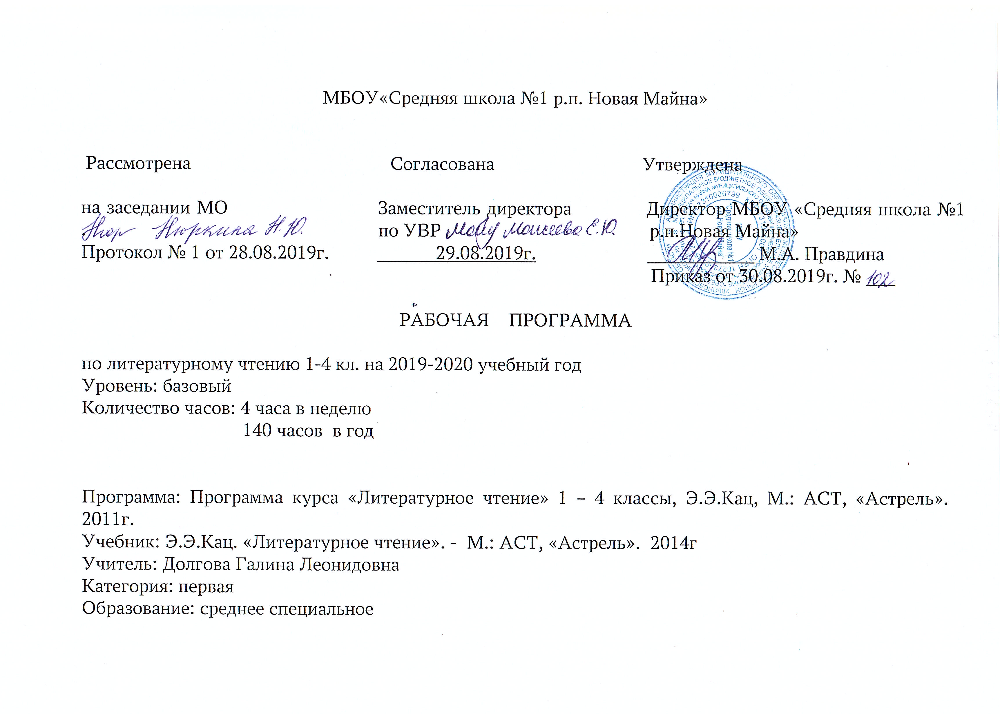 МБОУ«Средняя школа №1 р.п. Новая Майна»
Рассмотрена
на заседании МО
Нюркина Н.Ю.
Протокол № 1 от 28.08.2019г.
Согласована
Заместитель директора
по УВР Моисеева Е.Ю.
29.08.2019г.
Утверждена
Директор МБОУ «Средняя школа №1
р.п.Новая Майна»
М.А. Правдина
Приказ от 30.08.2019г. № 102
РАБОЧАЯ ПРОГРАММА
по литературному чтению 1-4 кл. на 2019-2020 учебный год
Уровень: базовый
Количество часов: 4 часа в неделю
140 часов в год
Программа: Программа курса «Литературное чтение» 1 – 4 классы, Э.Э.Кац, М.: АСТ, «Астрель».
2011г.
Учебник: Э.Э.Кац. «Литературное чтение». - М.: АСТ, «Астрель». 2014г
Учитель: Долгова Галина Леонидовна
Категория: первая
Образование: среднее специальное